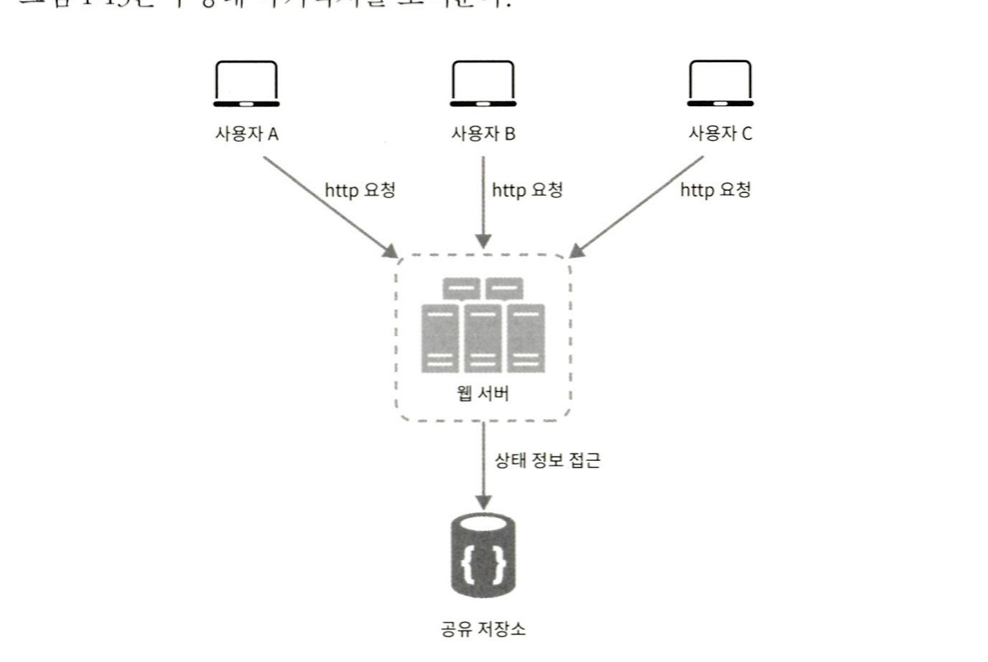 사용자 A
사용자 B
사용자 C
http 요청
http 요청
http 요청
웹 서버
상태 정보 접근
{ }
공유 저장소